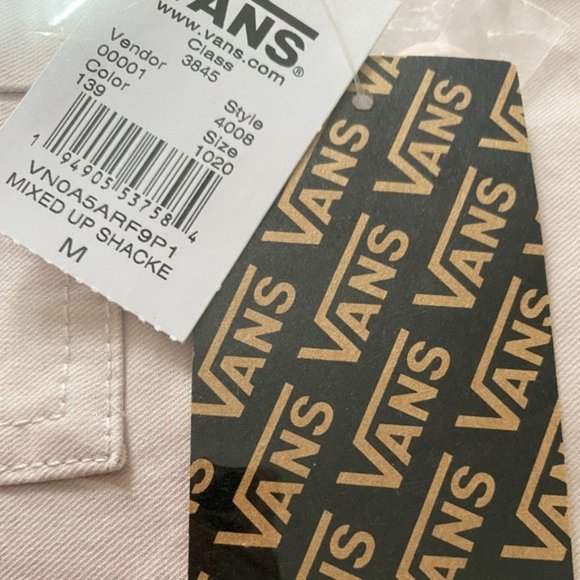 VANS®
www.vans.com
Class
3845
Vendor
00001
Color
139
Style
4008
Size
1020
1 94905 53758 4
VN0A5ARF9P1
MIXED UP SHACKE
M
VANS
VANS
VANS
VANS
VANS
VANS
VANS
VANS
VANS
VANS
VANS
VANS